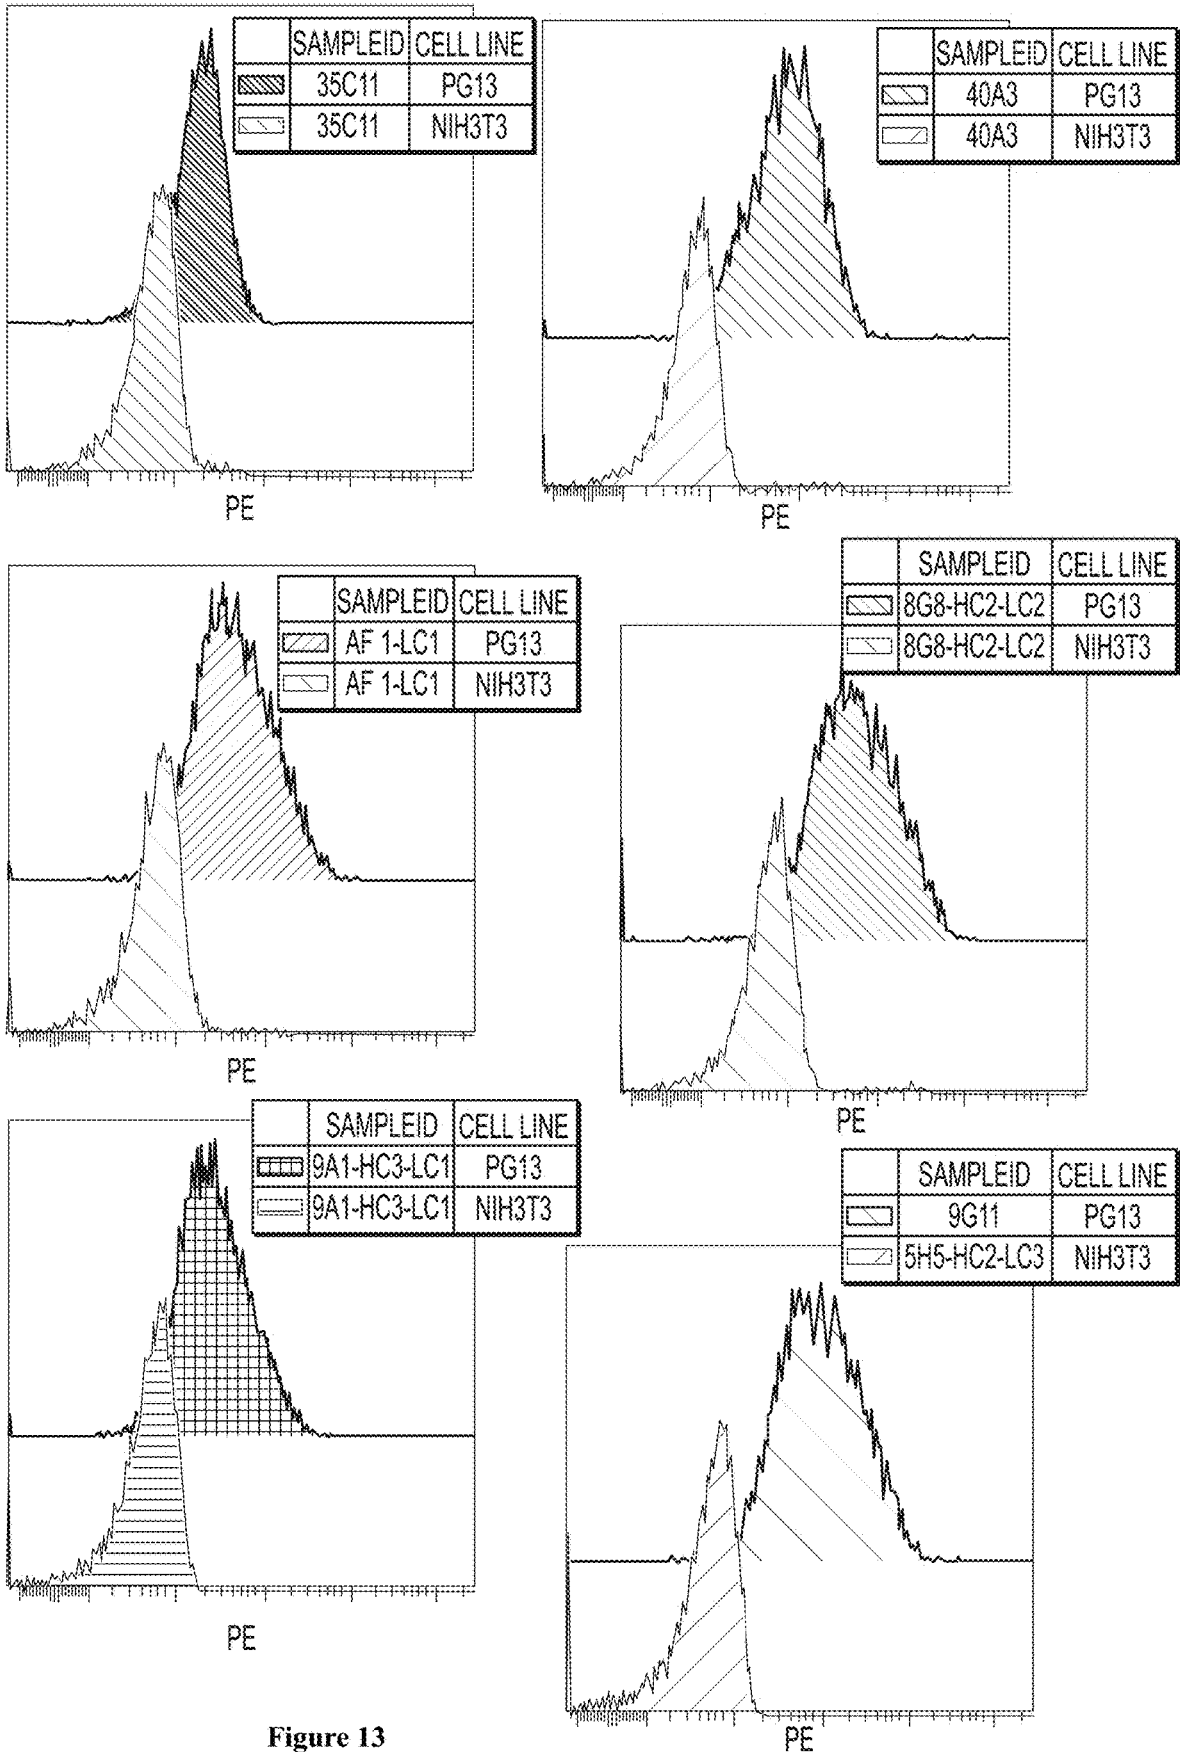 SAMPLEID CELL LINE
35C11 PG13
35C11 NIH3T3
PE
SAMPLEID CELL LINE
40A3 PG13
40A3 NIH3T3
PE
SAMPLEID CELL LINE
AF 1-LC1 PG13
AF 1-LC1 NIH3T3
PE
SAMPLEID CELL LINE
8G8-HC2-LC2 PG13
8G8-HC2-LC2 NIH3T3
PE
SAMPLEID CELL LINE
9A1-HC3-LC1 PG13
9A1-HC3-LC1 NIH3T3
PE
SAMPLEID CELL LINE
9G11 PG13
5H5-HC2-LC3 NIH3T3
PE
Figure 13